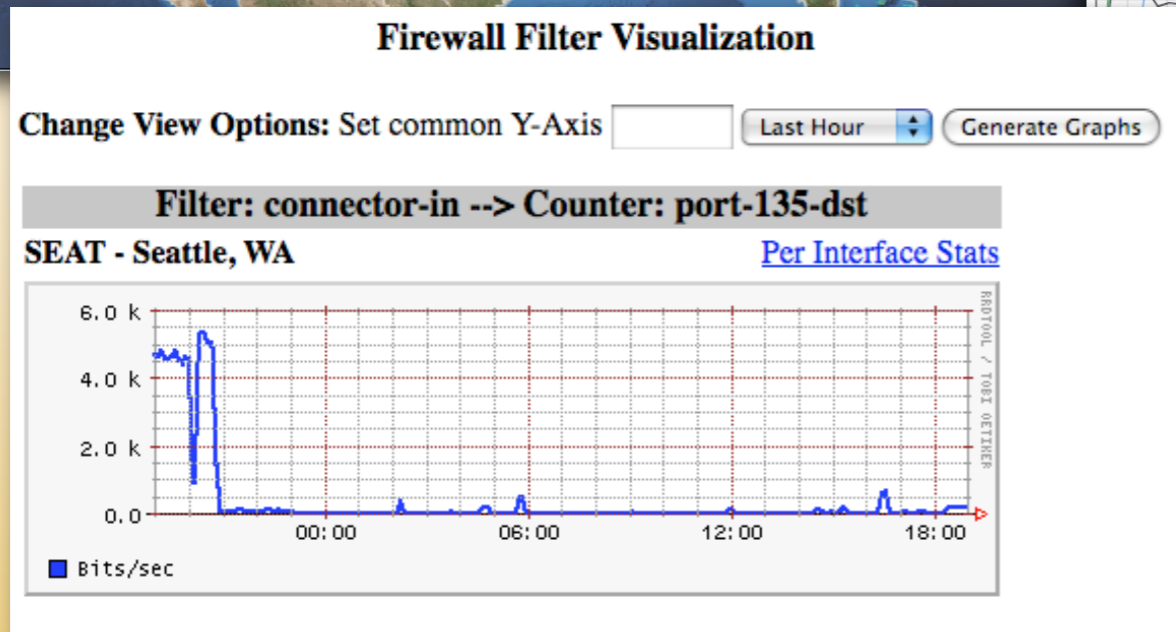 Firewall Filter Visualization
Change View Options: Set common Y-Axis Last Hour Generate Graphs
Filter: connector-in --> Counter: port-135-dst
SEAT - Seattle, WA Per Interface Stats
6.0 k
4.0 k
2.0 k
0.0
00:00 06:00 12:00 18:00
Bits/sec
RRDTOOL / TOBI OETIKER